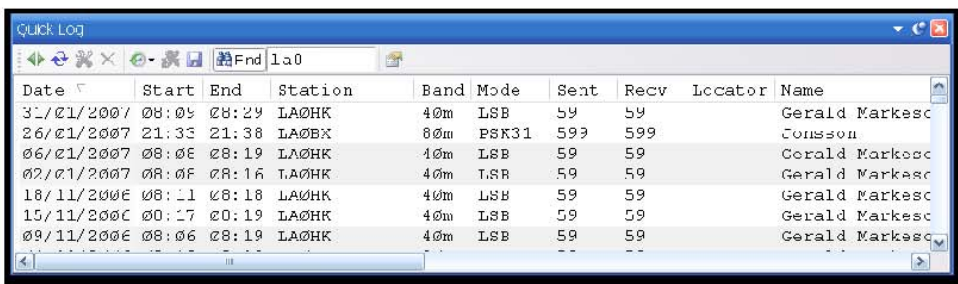 Quick Log
Find la0
Date Start End Station Band Mode Sent Recv Locator Name
31/01/2007 08:09 08:29 LAØHK 40m LSB 59 59 Gerald Markesc
26/01/2007 21:33 21:38 LAØBX 80m PSK31 599 599 Jonsson
06/01/2007 08:08 08:19 LAØHK 40m LSB 59 59 Gerald Markesc
02/01/2007 08:08 08:16 LAØHK 40m LSB 59 59 Gerald Markesc
18/11/2006 08:11 08:18 LAØHK 40m LSB 59 59 Gerald Markesc
15/11/2006 08:17 08:19 LAØHK 40m LSB 59 59 Gerald Markesc
09/11/2006 08:06 08:19 LAØHK 40m LSB 59 59 Gerald Markesc